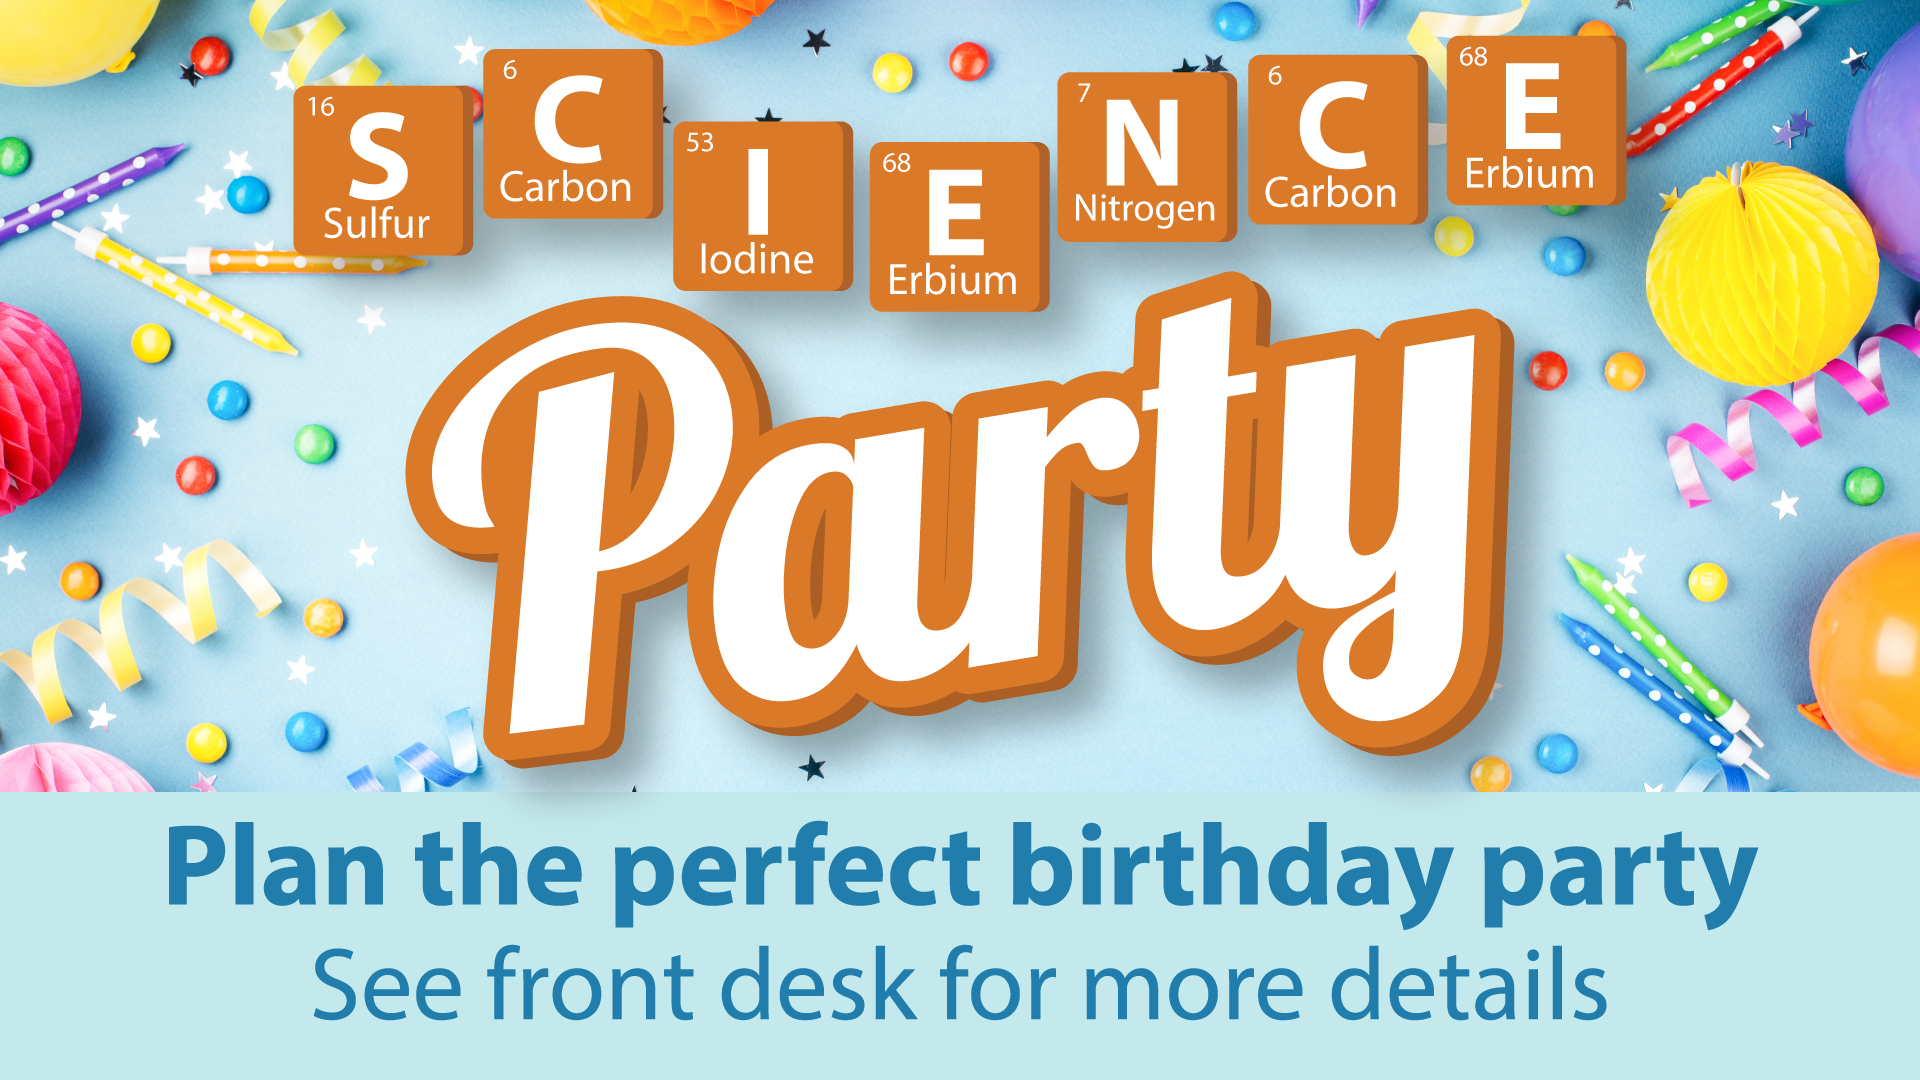 16 S Sulfur
6 C Carbon
53 I Iodine
68 E Erbium
7 N Nitrogen
6 C Carbon
68 E Erbium
Party
Plan the perfect birthday party
See front desk for more details